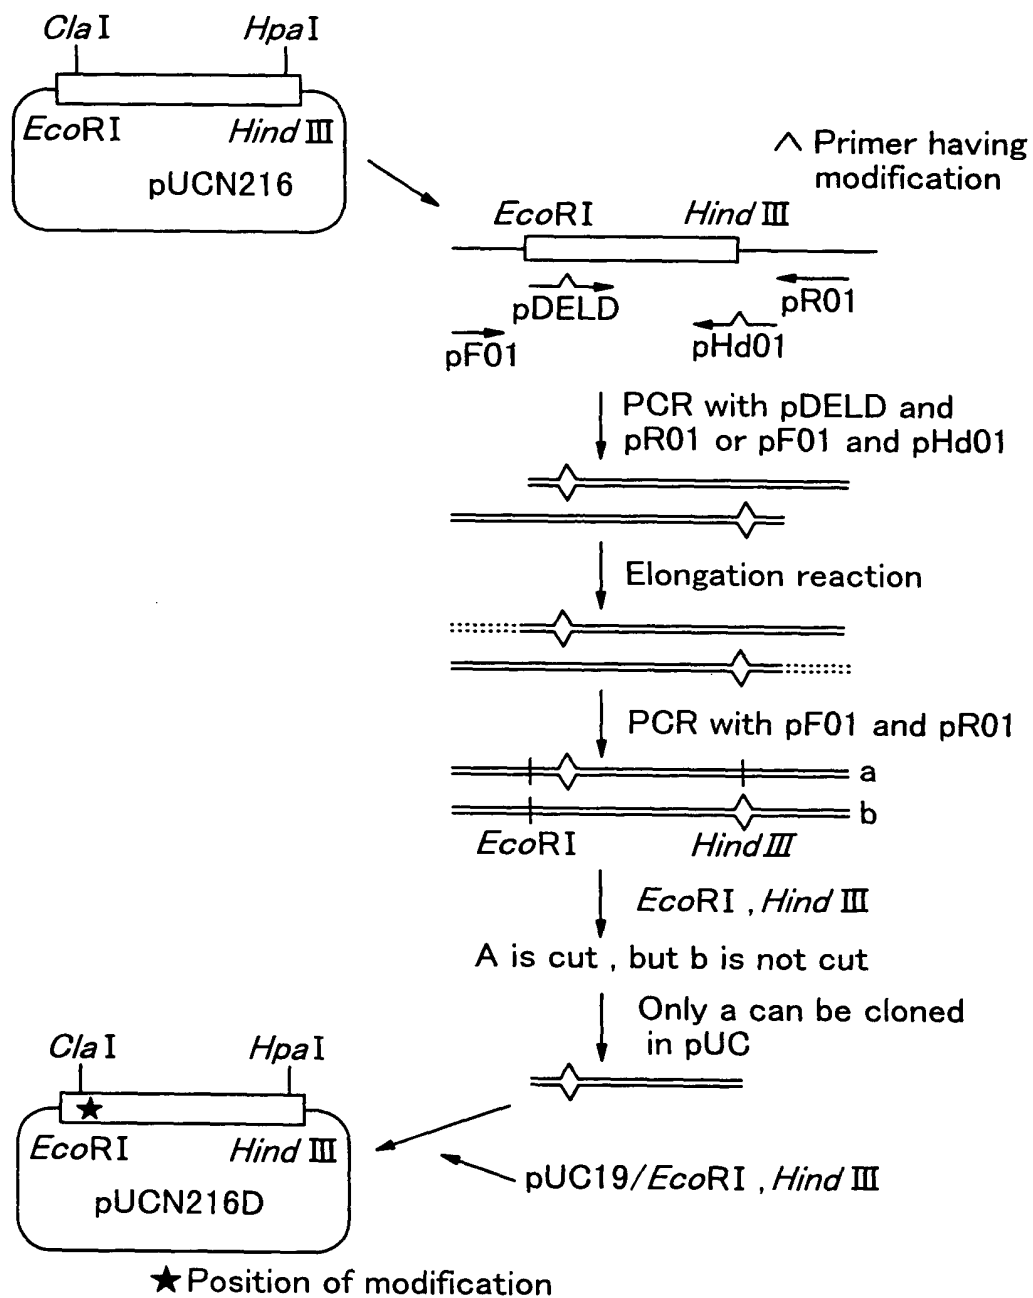 ClaI HpaI
EcoRI HindIII
pUCN216
∧ Primer having
modification
EcoRI HindIII
pDELD
pR01
pF01
pHd01
PCR with pDELD and
pR01 or pF01 and pHd01
Elongation reaction
PCR with pF01 and pR01
a
b
EcoRI HindIII
EcoRI , HindIII
A is cut , but b is not cut
Only a can be cloned
in pUC
ClaI HpaI
★
EcoRI HindIII
pUCN216D
pUC19/EcoRI , HindIII
★ Position of modification